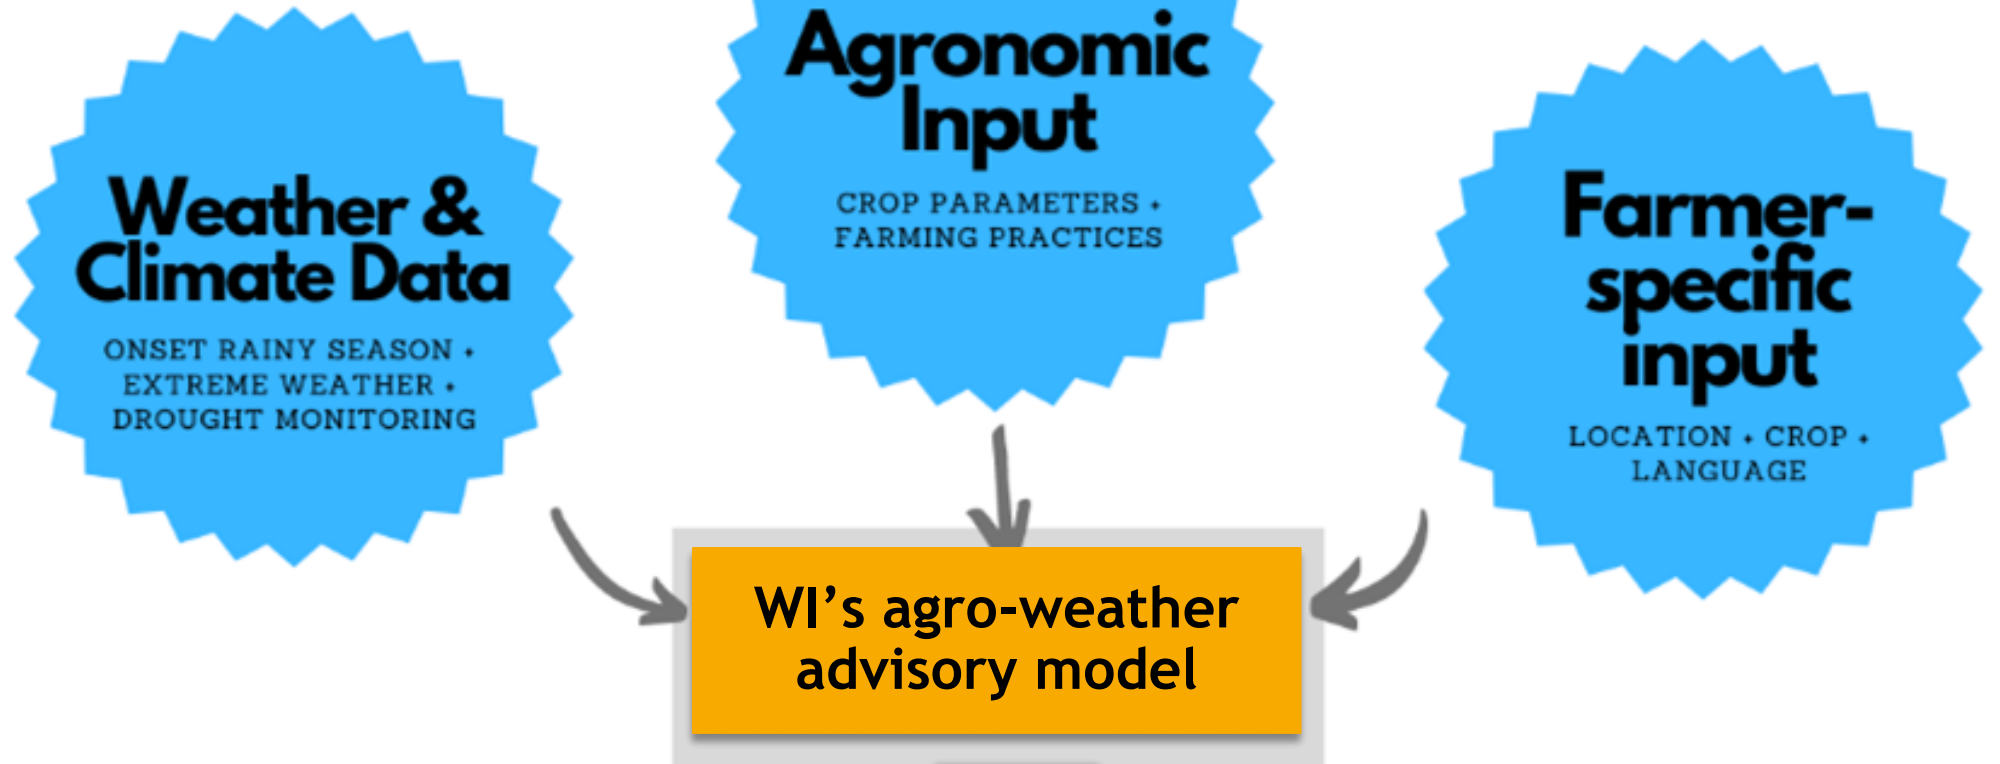 Weather &
Climate Data
ONSET RAINY SEASON +
EXTREME WEATHER +
DROUGHT MONITORING
Agronomic
Input
CROP PARAMETERS +
FARMING PRACTICES
Farmer-
specific
input
LOCATION + CROP +
LANGUAGE
WI’s agro-weather
advisory model